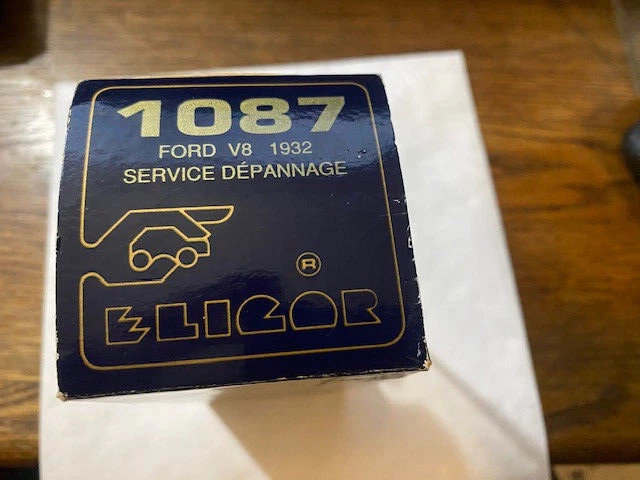 1087
FORD V8 1932
SERVICE DÉPANNAGE
®
ELIGOR